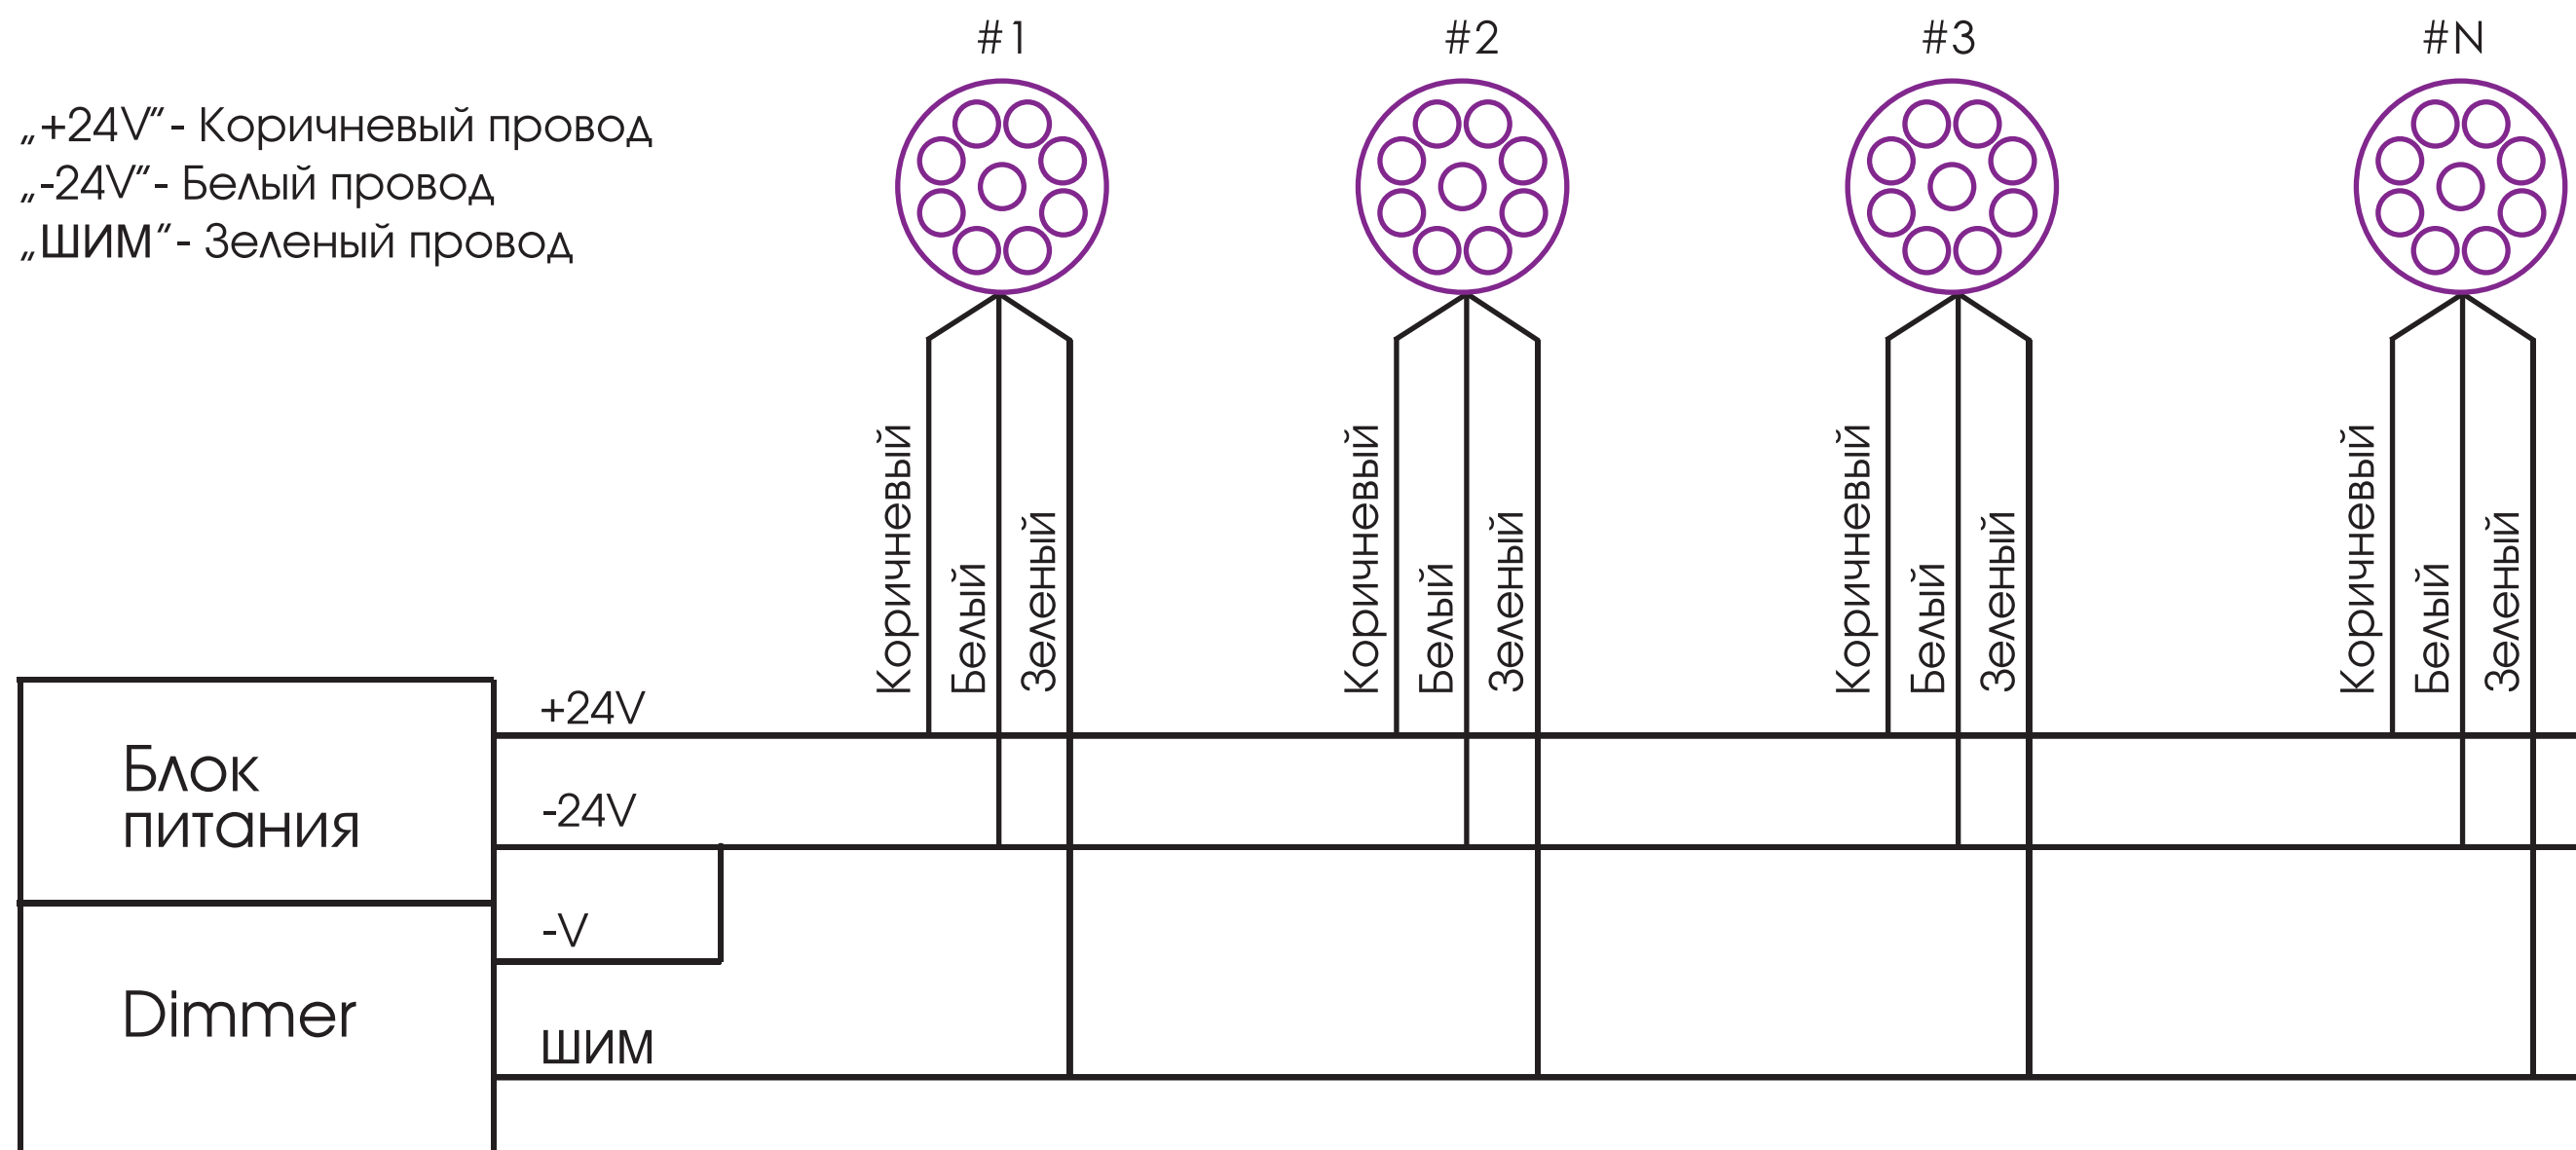 #1 #2 #3 #N
„+24V” - Коричневый провод
„-24V” - Белый провод
„ШИМ” - Зеленый провод
Коричневый Белый Зеленый Коричневый Белый Зеленый Коричневый Белый Зеленый Коричневый Белый Зеленый
+24V
Блок
питания
-24V
-V
Dimmer
ШИМ